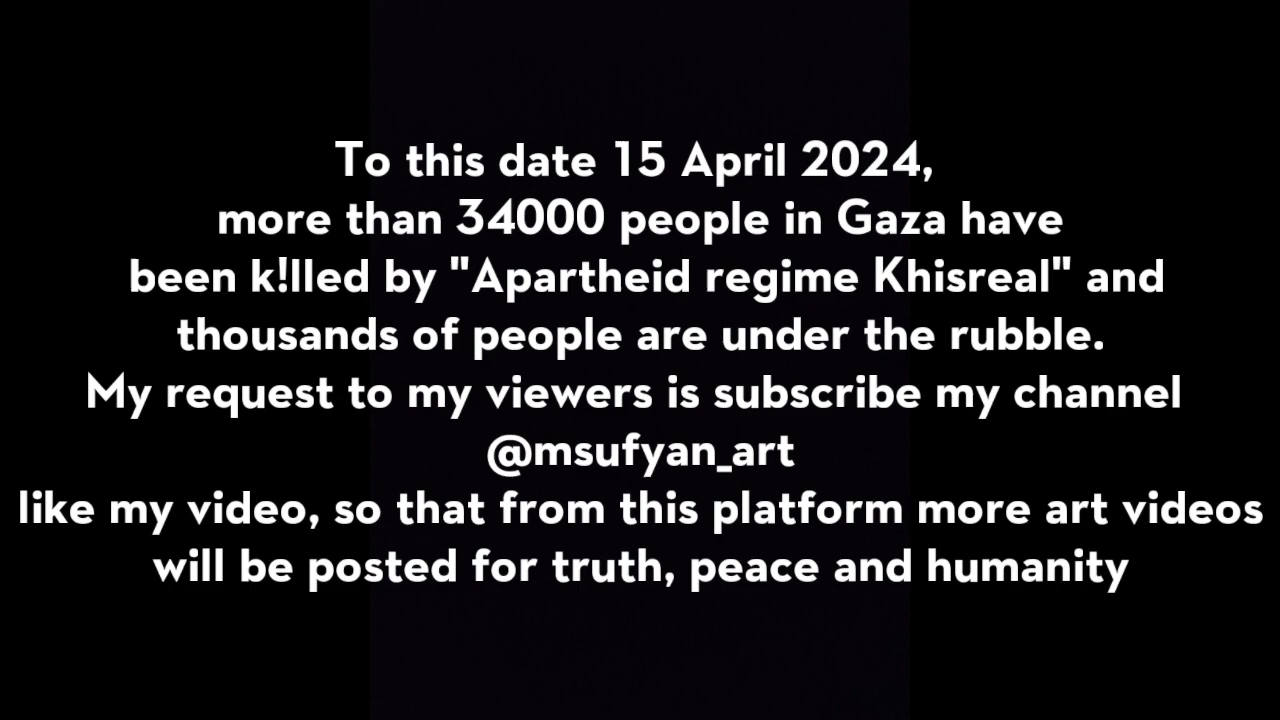 To this date 15 April 2024,
more than 34000 people in Gaza have
been k!lled by "Apartheid regime Khisreal" and
thousands of people are under the rubble.
My request to my viewers is subscribe my channel
@msufyan_art
like my video, so that from this platform more art videos
will be posted for truth, peace and humanity